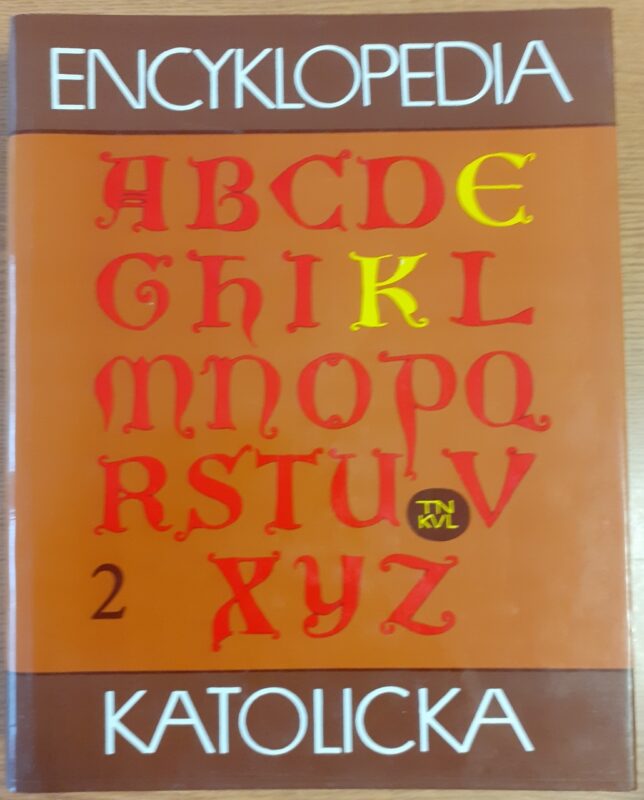 ENCYKLOPEDIA
ABCDE
GHIKL
MNOPQ
RSTUV
TN
KVL
2 XYZ
KATOLICKA